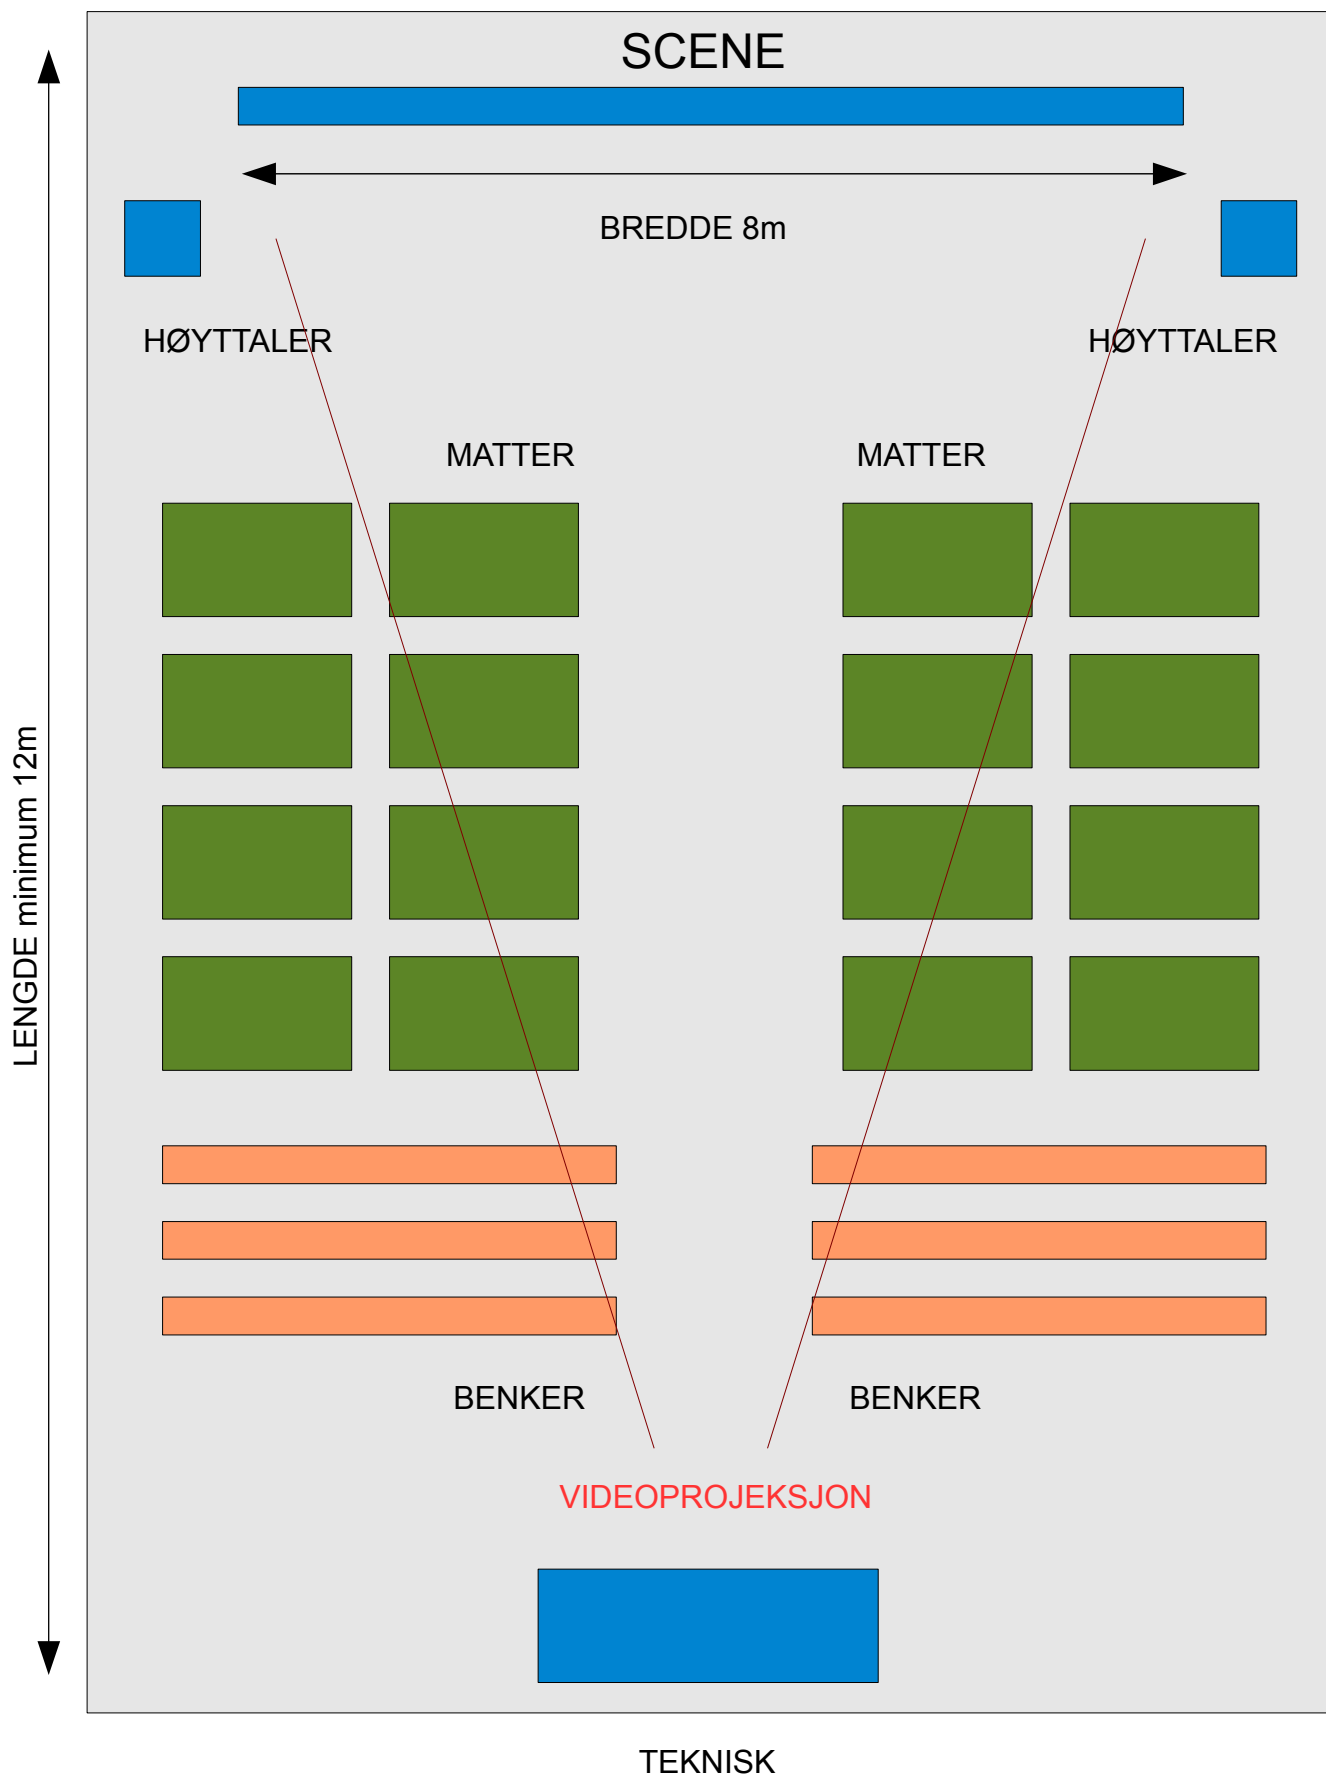 SCENE
BREDDE 8m
HØYTTALER
HØYTTALER
MATTER
MATTER
LENGDE minimum 12m
BENKER
BENKER
VIDEOPROJEKSJON
TEKNISK